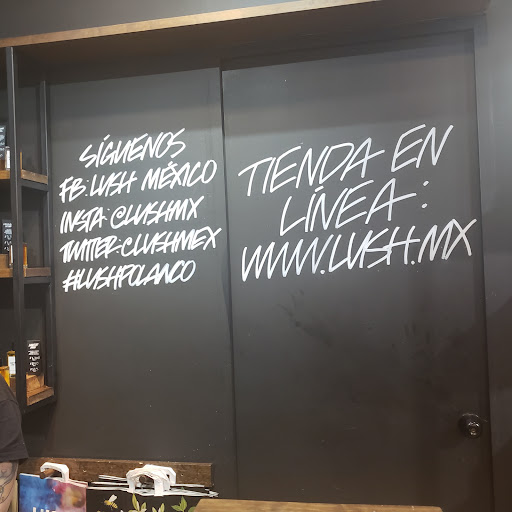 SÍGUENOS
FB: LUSH MÉXICO
INSTA: @LUSHMX
TWITTER: LUSHMEX
#LUSHPOLANCO
TIENDA EN
LÍNEA:
WWW.LUSH.MX